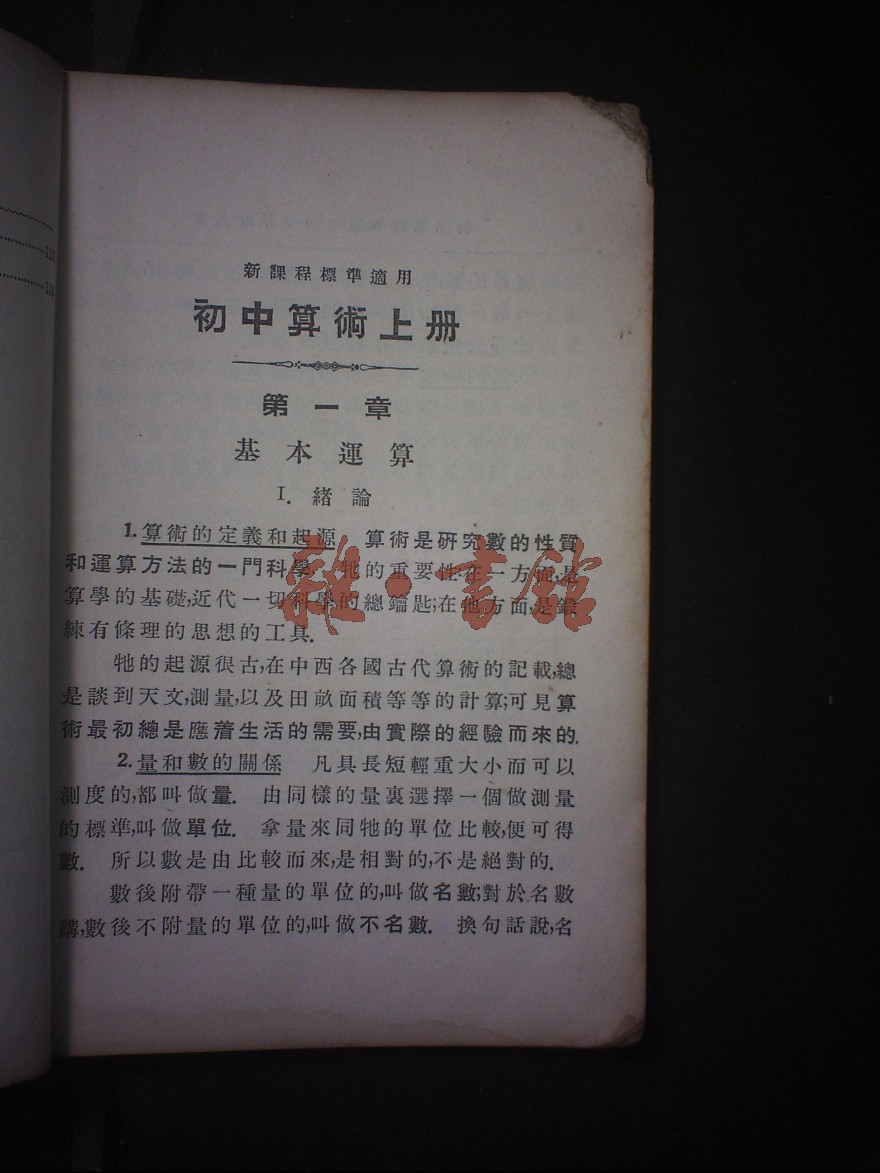 新課程標準適用
初中算術上册
第一章
基本運算
I. 緒論
1. 算術的定義和起源 算術是研究數的性質
和運算方法的一門科學. 牠的重要性:在一方面,是
算學的基礎,近代一切科學的總鑰匙;在他方面,是鍛
練有條理的思想的工具.
牠的起源很古,在中西各國古代算術的記載,總
是談到天文,測量,以及田畝面積等等的計算;可見算
術最初總是應着生活的需要,由實際的經驗而來的.
2. 量和數的關係 凡具長短輕重大小而可以
測度的,都叫做量. 由同樣的量裏選擇一個做測量
的標準,叫做單位. 拿量來同牠的單位比較,便可得
數. 所以數是由比較而來,是相對的,不是絕對的.
數後附帶一種量的單位的,叫做名數;對於名數
講,數後不附量的單位的,叫做不名數. 換句話說,名
雜·書館